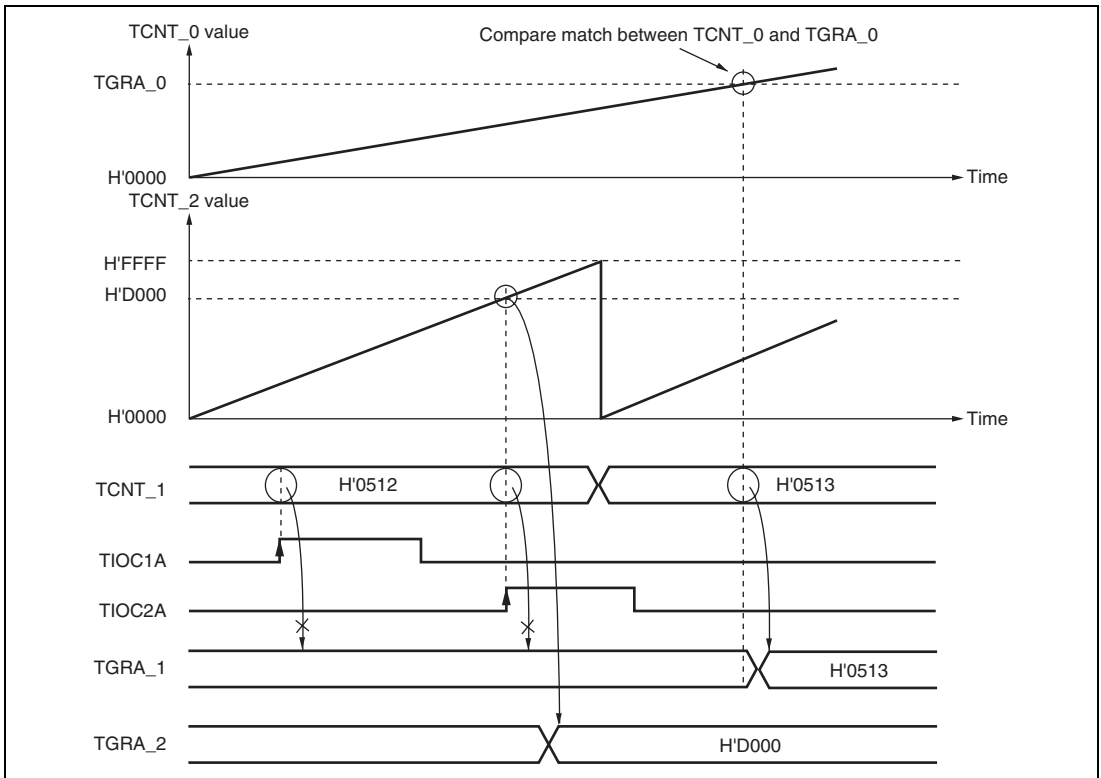 TCNT_0 value
Compare match between TCNT_0 and TGRA_0
TGRA_0
H'0000
Time
TCNT_2 value
H'FFFF
H'D000
H'0000
Time
TCNT_1
H'0512
H'0513
TIOC1A
TIOC2A
TGRA_1
H'0513
TGRA_2
H'D000